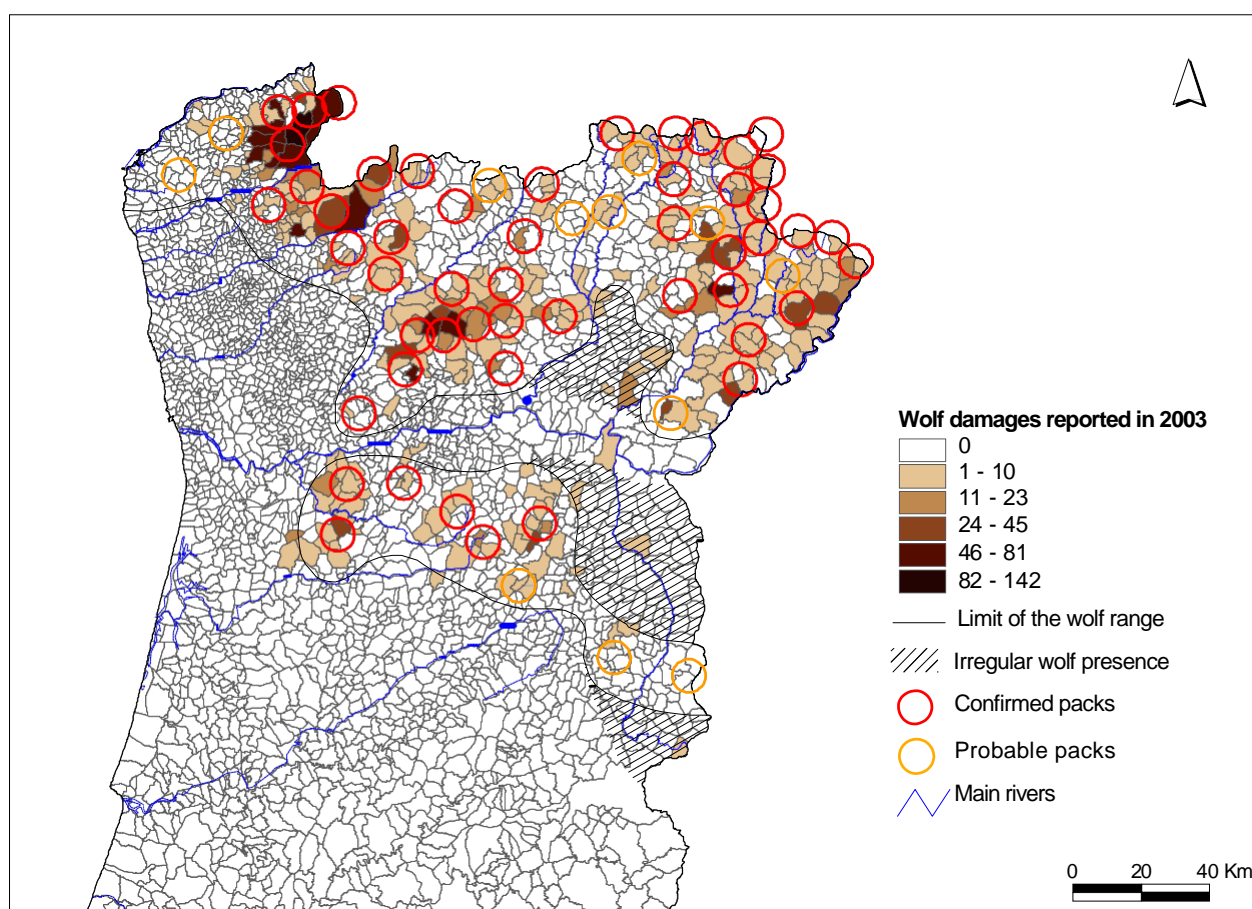 Wolf damages reported in 2003
0
1 - 10
11 - 23
24 - 45
46 - 81
82 - 142
Limit of the wolf range
Irregular wolf presence
Confirmed packs
Probable packs
Main rivers
0 20 40 Km